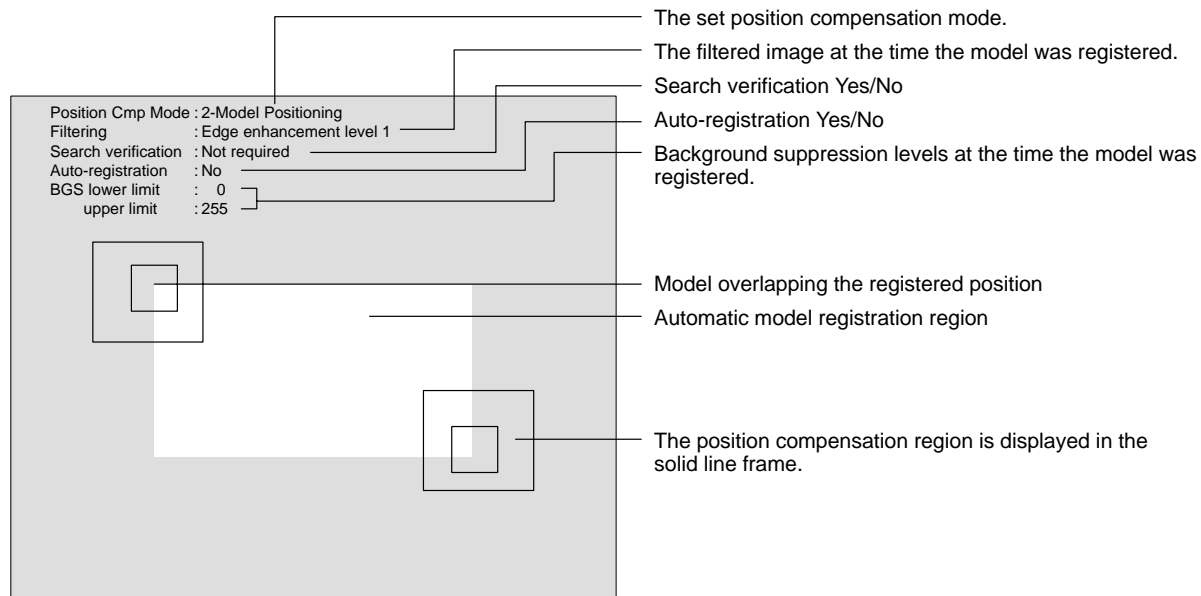 The set position compensation mode.
The filtered image at the time the model was registered.
Search verification Yes/No
Auto-registration Yes/No
Background suppression levels at the time the model was
registered.
Position Cmp Mode : 2-Model Positioning
Filtering : Edge enhancement level 1
Search verification : Not required
Auto-registration : No
BGS lower limit : 0
upper limit : 255
Model overlapping the registered position
Automatic model registration region
The position compensation region is displayed in the
solid line frame.